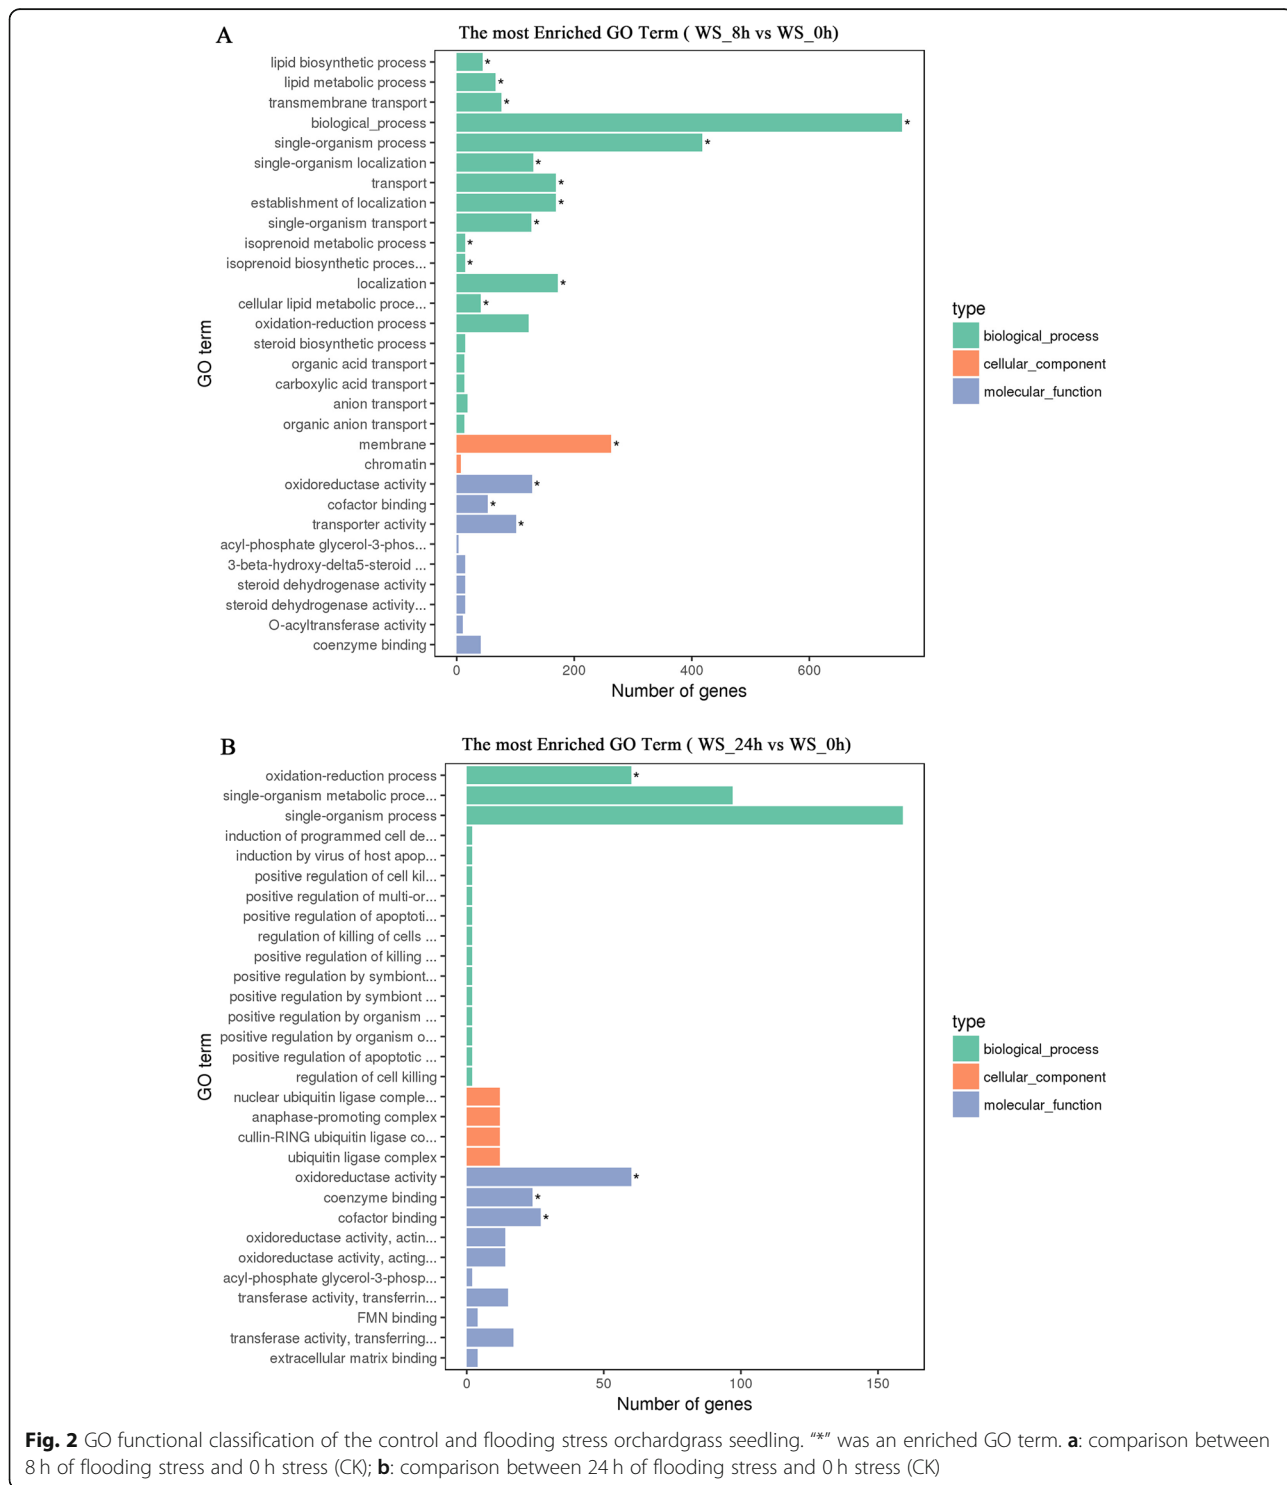 A
The most Enriched GO Term ( WS_8h vs WS_0h)
lipid biosynthetic process
*
lipid metabolic process
*
transmembrane transport
*
biological_process
*
single-organism process
*
single-organism localization
*
transport
*
establishment of localization
*
single-organism transport
*
isoprenoid metabolic process
*
isoprenoid biosynthetic proces...
*
localization
*
cellular lipid metabolic proce...
*
oxidation-reduction process
steroid biosynthetic process
organic acid transport
carboxylic acid transport
anion transport
organic anion transport
membrane
*
chromatin
oxidoreductase activity
*
cofactor binding
*
transporter activity
*
acyl-phosphate glycerol-3-phos...
3-beta-hydroxy-delta5-steroid ...
steroid dehydrogenase activity
steroid dehydrogenase activity...
O-acyltransferase activity
coenzyme binding
GO term
0 200 400 600
Number of genes
type
biological_process
cellular_component
molecular_function
B
The most Enriched GO Term ( WS_24h vs WS_0h)
oxidation-reduction process
*
single-organism metabolic proce...
single-organism process
induction of programmed cell de...
induction by virus of host apop...
positive regulation of cell kil...
positive regulation of multi-or...
positive regulation of apoptoti...
regulation of killing of cells ...
positive regulation of killing ...
positive regulation by symbiont...
positive regulation by symbiont ...
positive regulation by organism ...
positive regulation by organism o...
positive regulation of apoptotic ...
regulation of cell killing
nuclear ubiquitin ligase comple...
anaphase-promoting complex
cullin-RING ubiquitin ligase co...
ubiquitin ligase complex
oxidoreductase activity
*
coenzyme binding
*
cofactor binding
*
oxidoreductase activity, actin...
oxidoreductase activity, acting...
acyl-phosphate glycerol-3-phosp...
transferase activity, transferrin...
FMN binding
transferase activity, transferring...
extracellular matrix binding
GO term
0 50 100 150
Number of genes
type
biological_process
cellular_component
molecular_function
Fig. 2 GO functional classification of the control and flooding stress orchardgrass seedling. “*” was an enriched GO term. a: comparison between
8 h of flooding stress and 0 h stress (CK); b: comparison between 24 h of flooding stress and 0 h stress (CK)